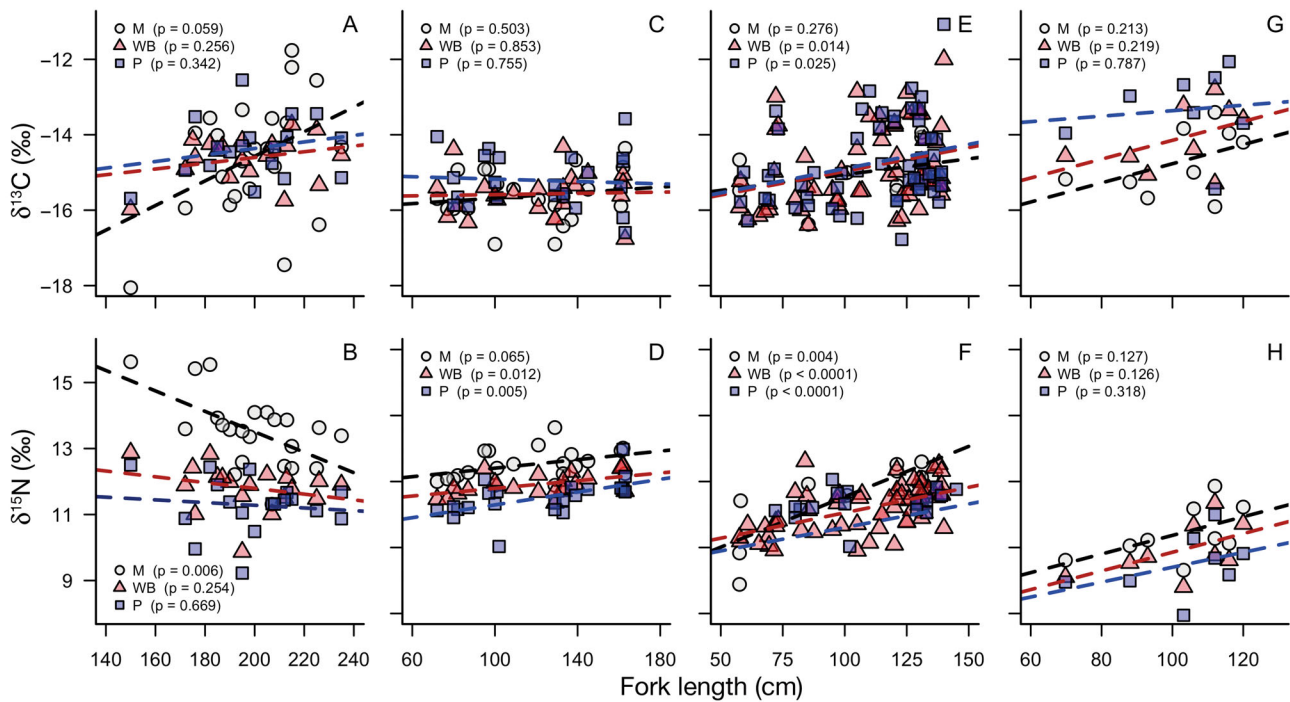 A
M (p = 0.059)
WB (p = 0.256)
P (p = 0.342)
C
M (p = 0.503)
WB (p = 0.853)
P (p = 0.755)
E
M (p = 0.276)
WB (p = 0.014)
P (p = 0.025)
G
M (p = 0.213)
WB (p = 0.219)
P (p = 0.787)
δ13C (‰)
−12
−14
−16
−18
B
M (p = 0.006)
WB (p = 0.254)
P (p = 0.669)
D
M (p = 0.065)
WB (p = 0.012)
P (p = 0.005)
F
M (p = 0.004)
WB (p < 0.0001)
P (p < 0.0001)
H
M (p = 0.127)
WB (p = 0.126)
P (p = 0.318)
δ15N (‰)
15
13
11
9
140 160 180 200 220 240
60 100 140 180
50 75 100 125 150
60 80 100 120
Fork length (cm)